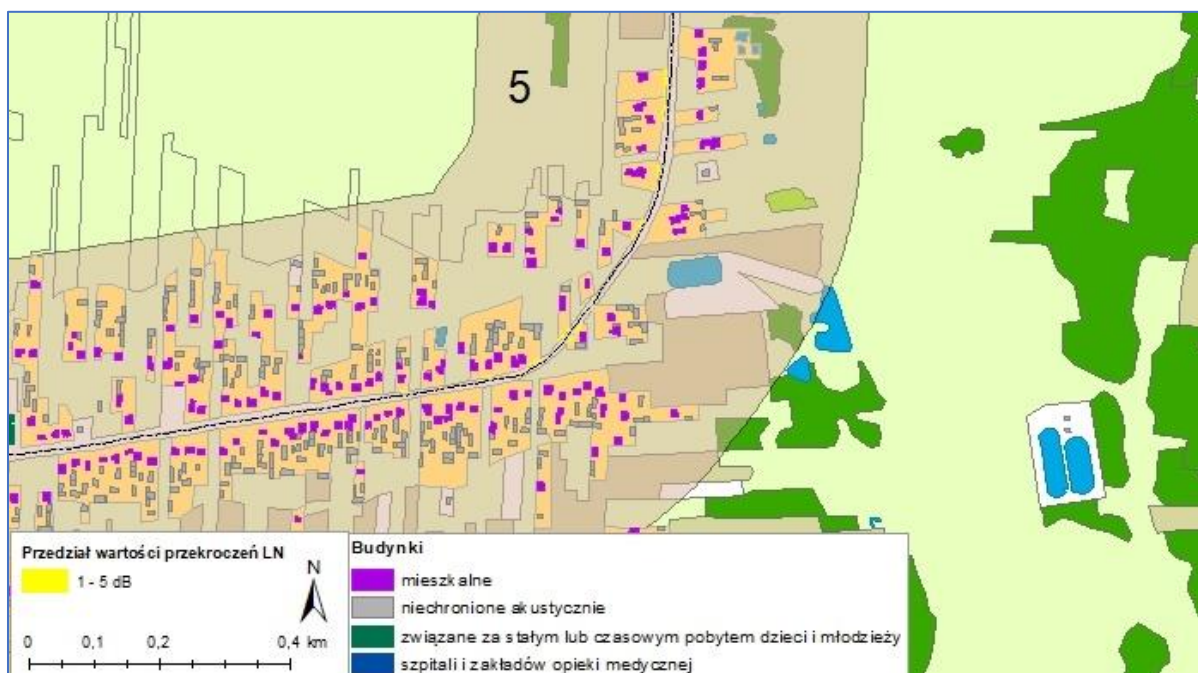 5
Przedział wartości przekroczeń LN
1 - 5 dB
N
0 0,1 0,2 0,4 km
Budynki
mieszkalne
niechronione akustycznie
związane za stałym lub czasowym pobytem dzieci i młodzieży
szpitali i zakładów opieki medycznej